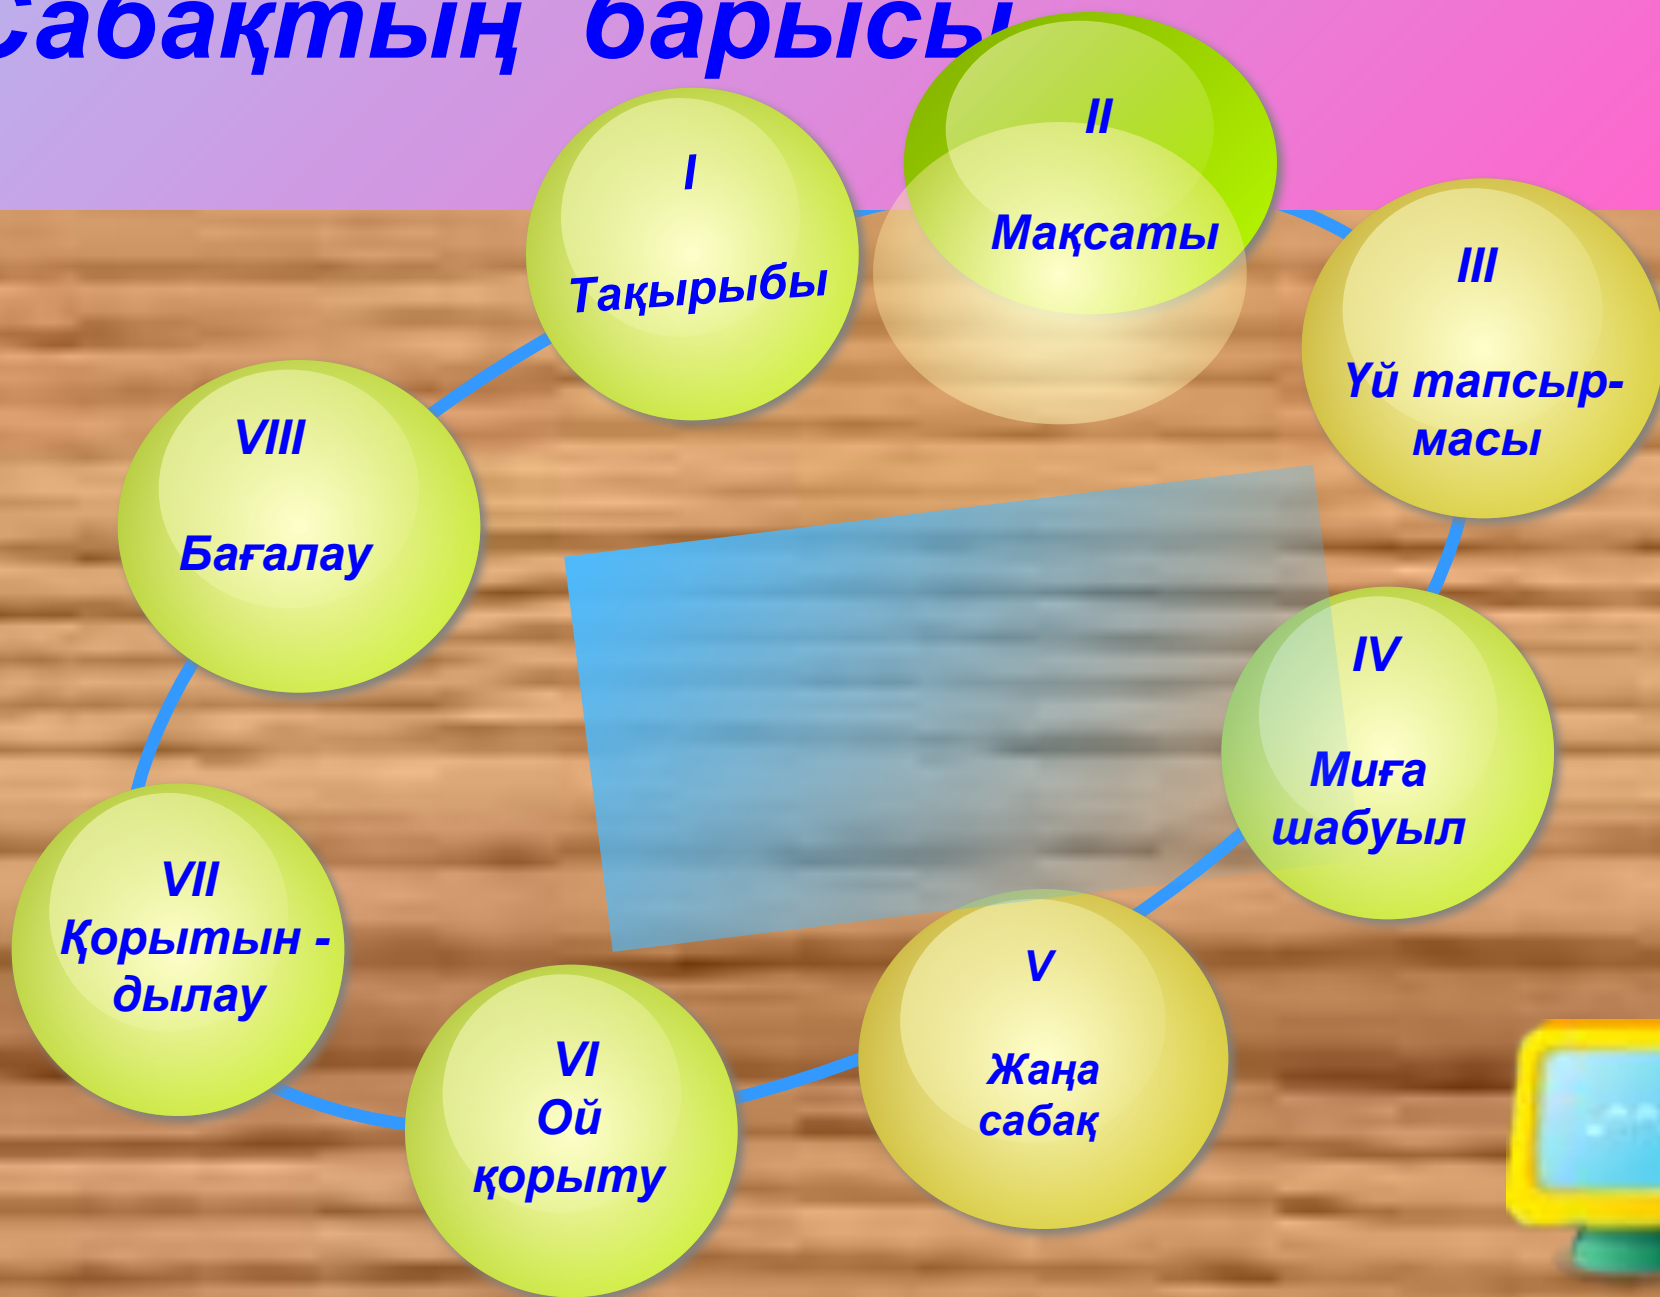 Сабақтың барысы
I
Тақырыбы
II
Мақсаты
III
Үй тапсыр-
масы
IV
Миға
шабуыл
V
Жаңа
сабақ
VI
Ой
қорыту
VII
Қорытын -
дылау
VIII
Бағалау